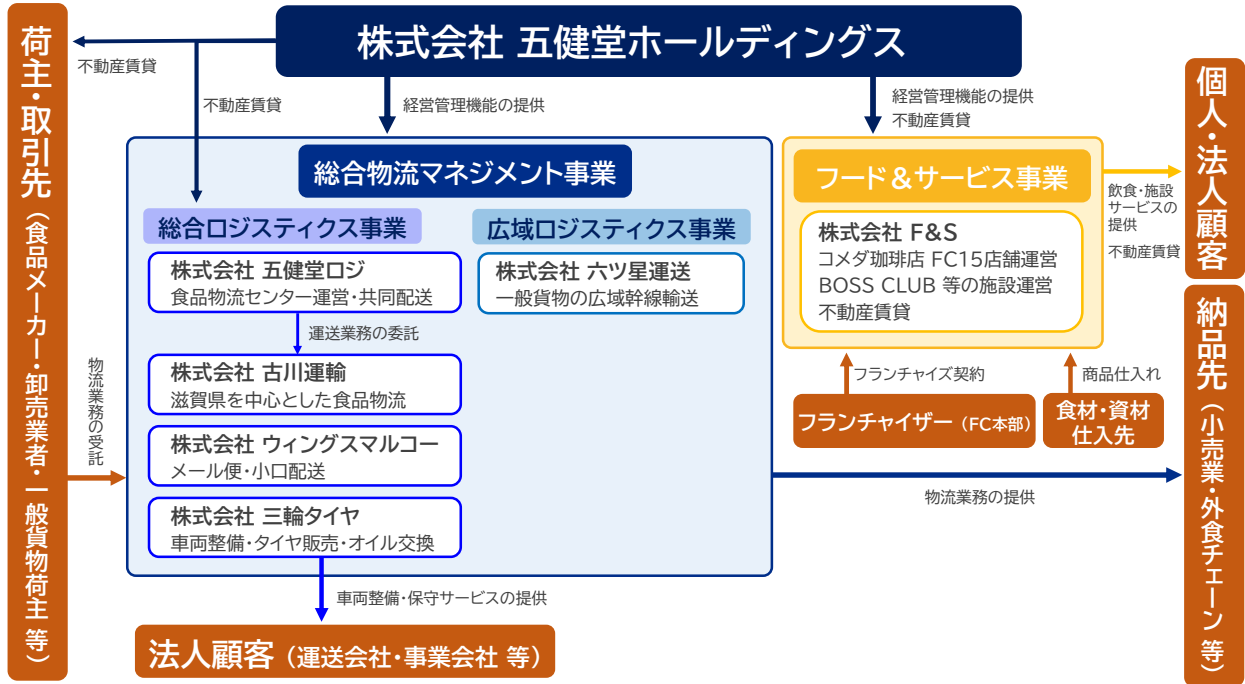 株式会社 五健堂ホールディングス
荷主・取引先（食品メーカー・卸売業者・一般貨物荷主 等）
不動産賃貸
不動産賃貸
経営管理機能の提供
経営管理機能の提供
不動産賃貸
総合物流マネジメント事業
総合ロジスティクス事業
株式会社 五健堂ロジ
食品物流センター運営・共同配送
運送業務の委託
株式会社 古川運輸
滋賀県を中心とした食品物流
株式会社 ウィングスマルコー
メール便・小口配送
株式会社 三輪タイヤ
車両整備・タイヤ販売・オイル交換
広域ロジスティクス事業
株式会社 六ツ星運送
一般貨物の広域幹線輸送
物流業務の受託
車両整備・保守サービスの提供
法人顧客（運送会社・事業会社 等）
フード＆サービス事業
株式会社 F&S
コメダ珈琲店 FC15店舗運営
BOSS CLUB 等の施設運営
不動産賃貸
フランチャイズ契約
商品仕入れ
フランチャイザー（FC本部）
食材・資材
仕入先
物流業務の提供
飲食・施設
サービスの
提供
不動産賃貸
個人・法人顧客
納品先（小売業・外食チェーン 等）